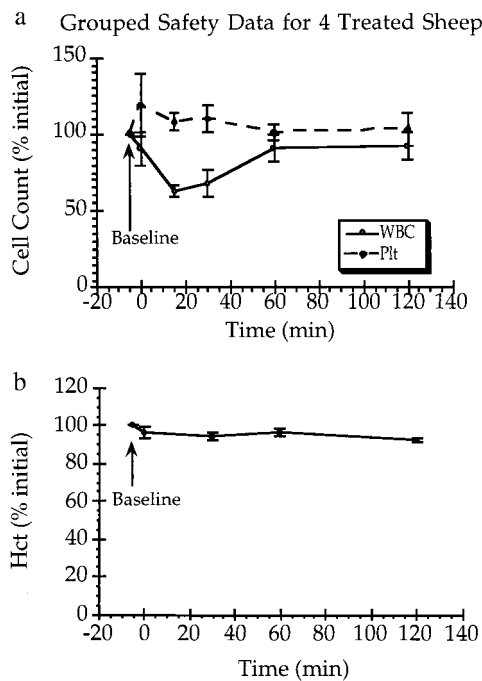 a Grouped Safety Data for 4 Treated Sheep
Cell Count (% initial)
150
100
50
0
Baseline
WBC
Plt
-20 0 20 40 60 80 100 120 140
Time (min)
b
Hct (% initial)
120
100
80
60
40
20
0
Baseline
-20 0 20 40 60 80 100 120 140
Time (min)